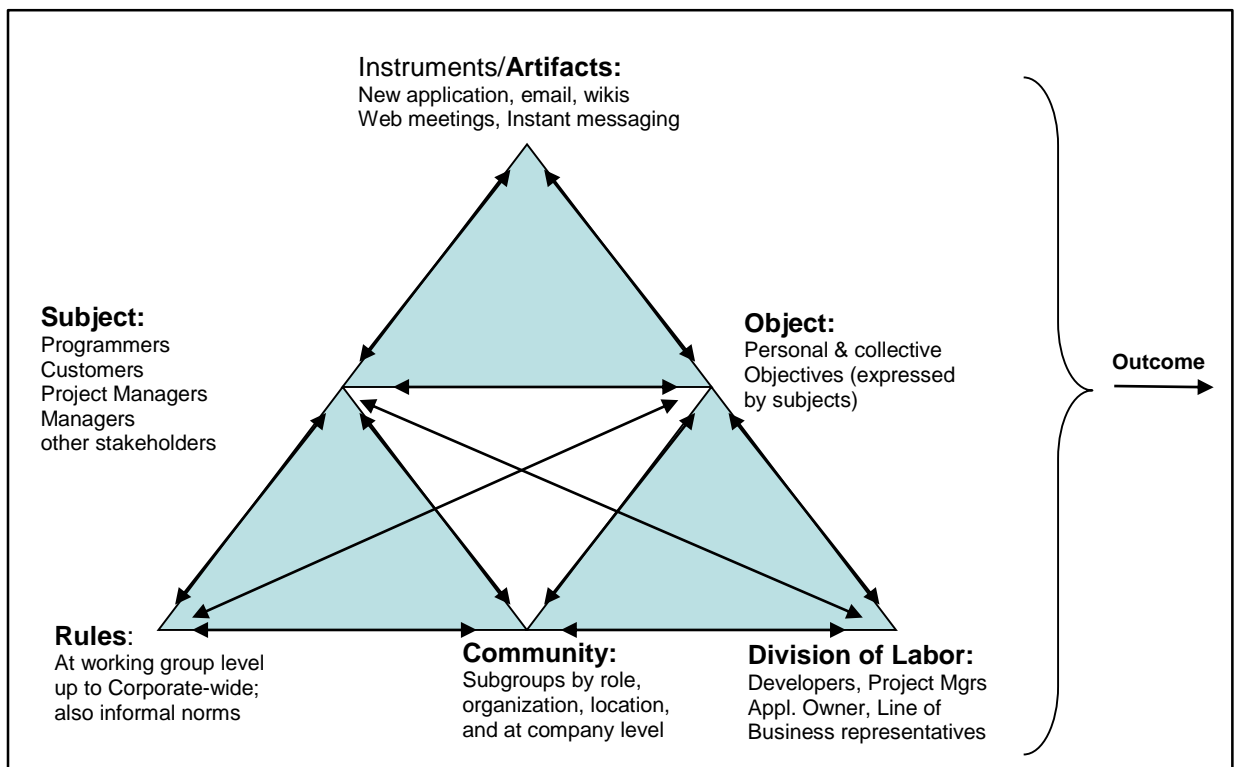 Instruments/Artifacts:
New application, email, wikis
Web meetings, Instant messaging
Subject:
Programmers
Customers
Project Managers
Managers
other stakeholders
Object:
Personal & collective
Objectives (expressed
by subjects)
Outcome
Rules:
At working group level
up to Corporate-wide;
also informal norms
Community:
Subgroups by role,
organization, location,
and at company level
Division of Labor:
Developers, Project Mgrs
Appl. Owner, Line of
Business representatives